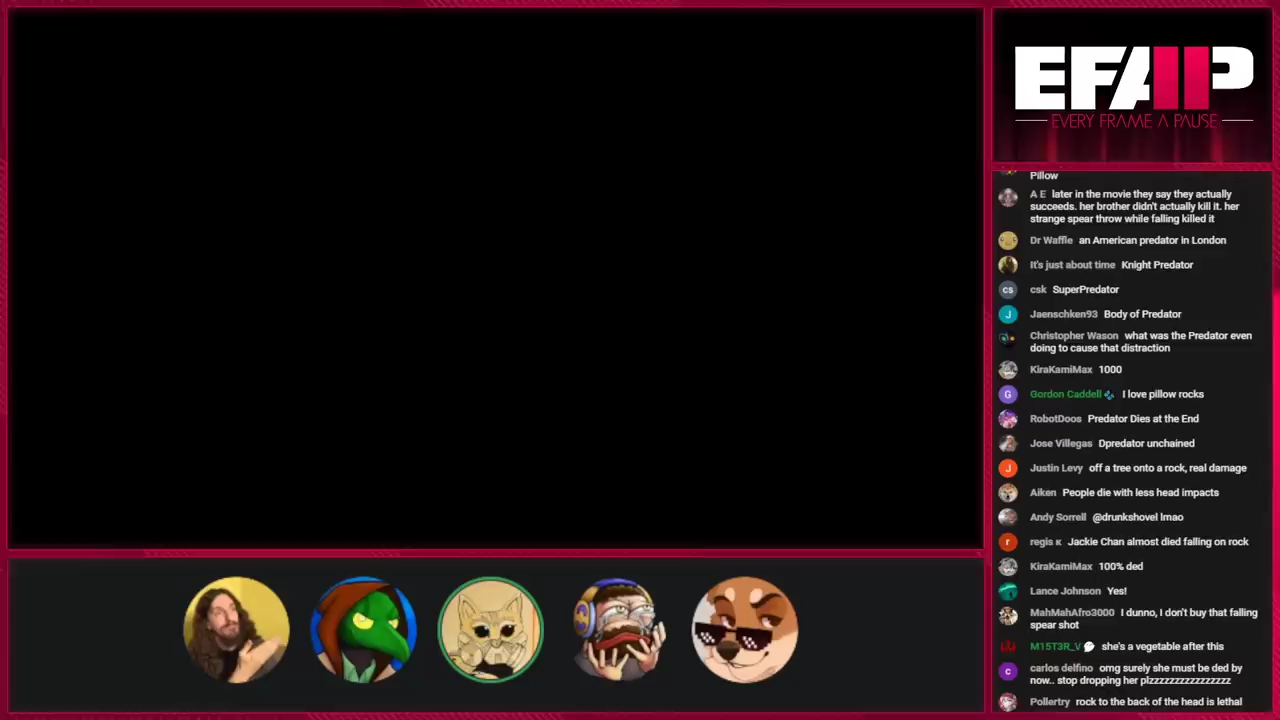 EFAP
EVERY FRAME A PAUSE
Pillow
A E later in the movie they say they actually
succeeds. her brother didn't actually kill it. her
strange spear throw while falling killed it
Dr Waffle an American predator in London
It's just about time Knight Predator
cs csk SuperPredator
J Jaenschken93 Body of Predator
Christopher Wason what was the Predator even
doing to cause that distraction
KiraKamiMax 1000
G Gordon Caddell I love pillow rocks
RobotDoos Predator Dies at the End
Jose Villegas Dpredator unchained
J Justin Levy off a tree onto a rock, real damage
Aiken People die with less head impacts
Andy Sorrell @drunkshovel lmao
r regis ĸ Jackie Chan almost died falling on rock
KiraKamiMax 100% ded
Lance Johnson Yes!
MahMahAfro3000 I dunno, I don't buy that falling
spear shot
M15T3R_V she's a vegetable after this
c carlos delfino omg surely she must be ded by
now.. stop dropping her plzzzzzzzzzzzzzzzzz
Pollertry rock to the back of the head is lethal